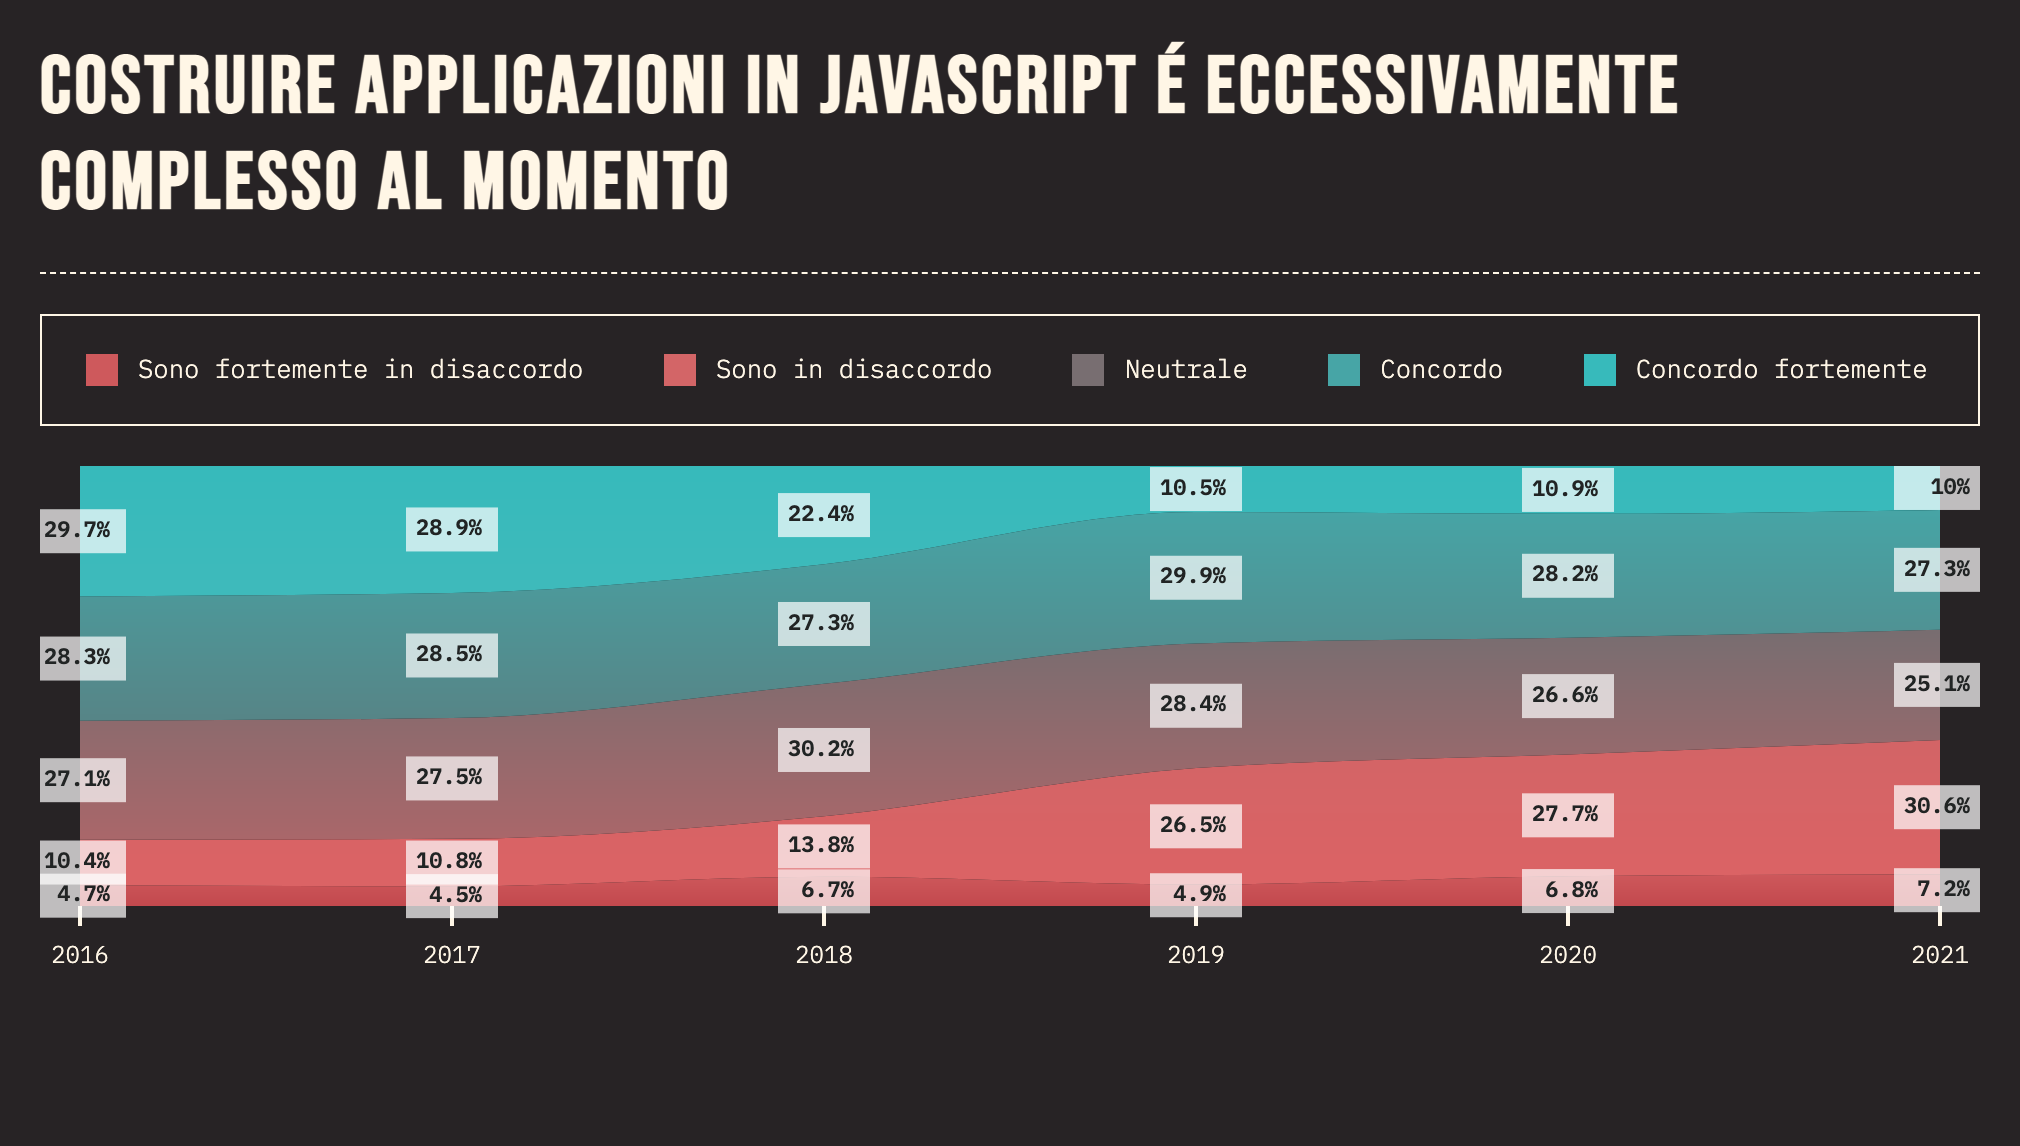 COSTRUIRE APPLICAZIONI IN JAVASCRIPT É ECCESSIVAMENTE
COMPLESSO AL MOMENTO
Sono fortemente in disaccordo Sono in disaccordo Neutrale Concordo Concordo fortemente
29.7% 28.9% 22.4% 10.5% 10.9% 10%
28.3% 28.5% 27.3% 29.9% 28.2% 27.3%
27.1% 27.5% 30.2% 28.4% 26.6% 25.1%
10.4% 10.8% 13.8% 26.5% 27.7% 30.6%
4.7% 4.5% 6.7% 4.9% 6.8% 7.2%
2016 2017 2018 2019 2020 2021